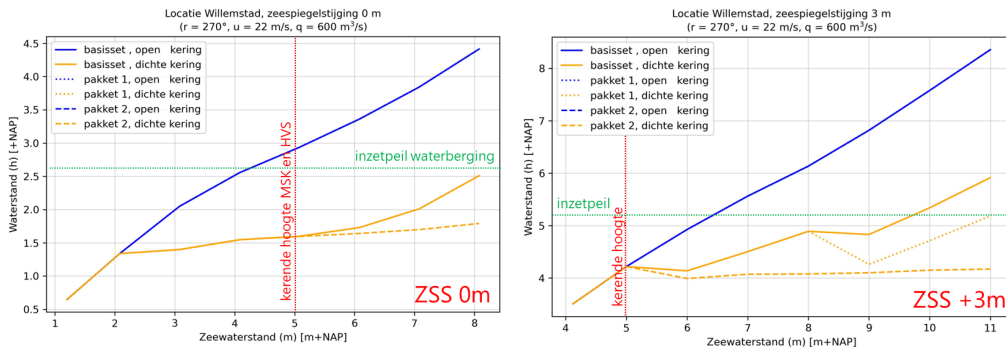 Locatie Willemstad, zeespiegelstijging 0 m
(r = 270°, u = 22 m/s, q = 600 m³/s)
basisset , open kering
basisset , dichte kering
pakket 1, open kering
pakket 1, dichte kering
pakket 2, open kering
pakket 2, dichte kering
Waterstand (h) [+NAP]
4.5
4.0
3.5
3.0
2.5
2.0
1.5
1.0
0.5
inzetpeil waterberging
kerende hoogte MSK en HVS
ZSS 0m
1 2 3 4 5 6 7 8
Zeewaterstand (m) [m+NAP]
Locatie Willemstad, zeespiegelstijging 3 m
(r = 270°, u = 22 m/s, q = 600 m³/s)
basisset , open kering
basisset , dichte kering
pakket 1, open kering
pakket 1, dichte kering
pakket 2, open kering
pakket 2, dichte kering
Waterstand (h) [+NAP]
8
7
6
5
4
inzetpeil
kerende hoogte
ZSS +3m
4 5 6 7 8 9 10 11
Zeewaterstand (m) [m+NAP]